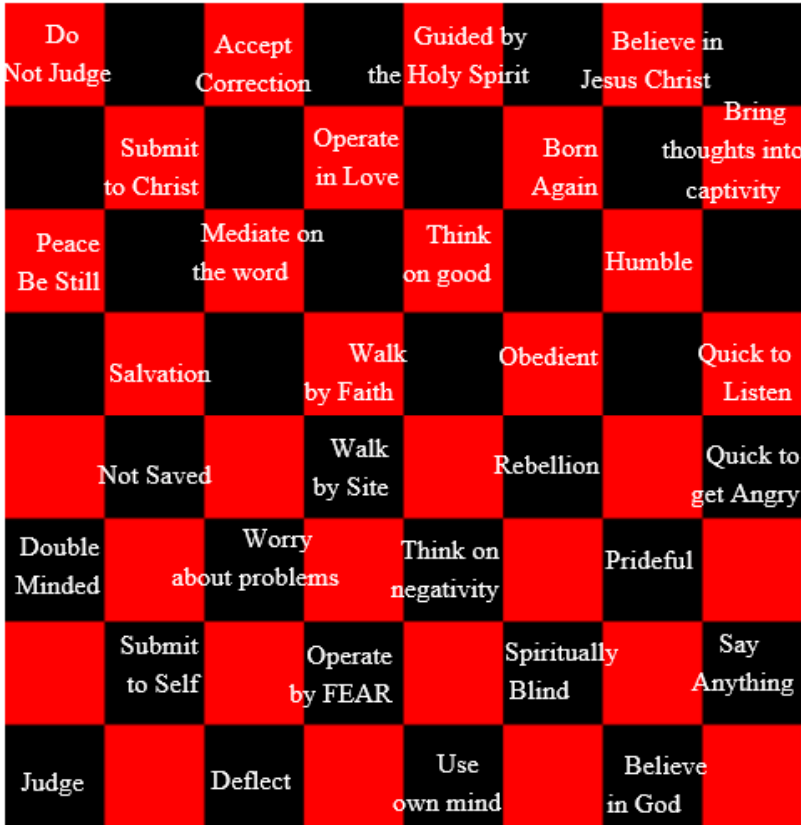 Do
Not Judge
Accept
Correction
Guided by
the Holy Spirit
Believe in
Jesus Christ
Submit
to Christ
Operate
in Love
Born
Again
Bring
thoughts into
captivity
Peace
Be Still
Mediate on
the word
Think
on good
Humble
Salvation
Walk
by Faith
Obedient
Quick to
Listen
Not Saved
Walk
by Site
Rebellion
Quick to
get Angry
Double
Minded
Worry
about problems
Think on
negativity
Prideful
Submit
to Self
Operate
by FEAR
Spiritually
Blind
Say
Anything
Judge
Deflect
Use
own mind
Believe
in God